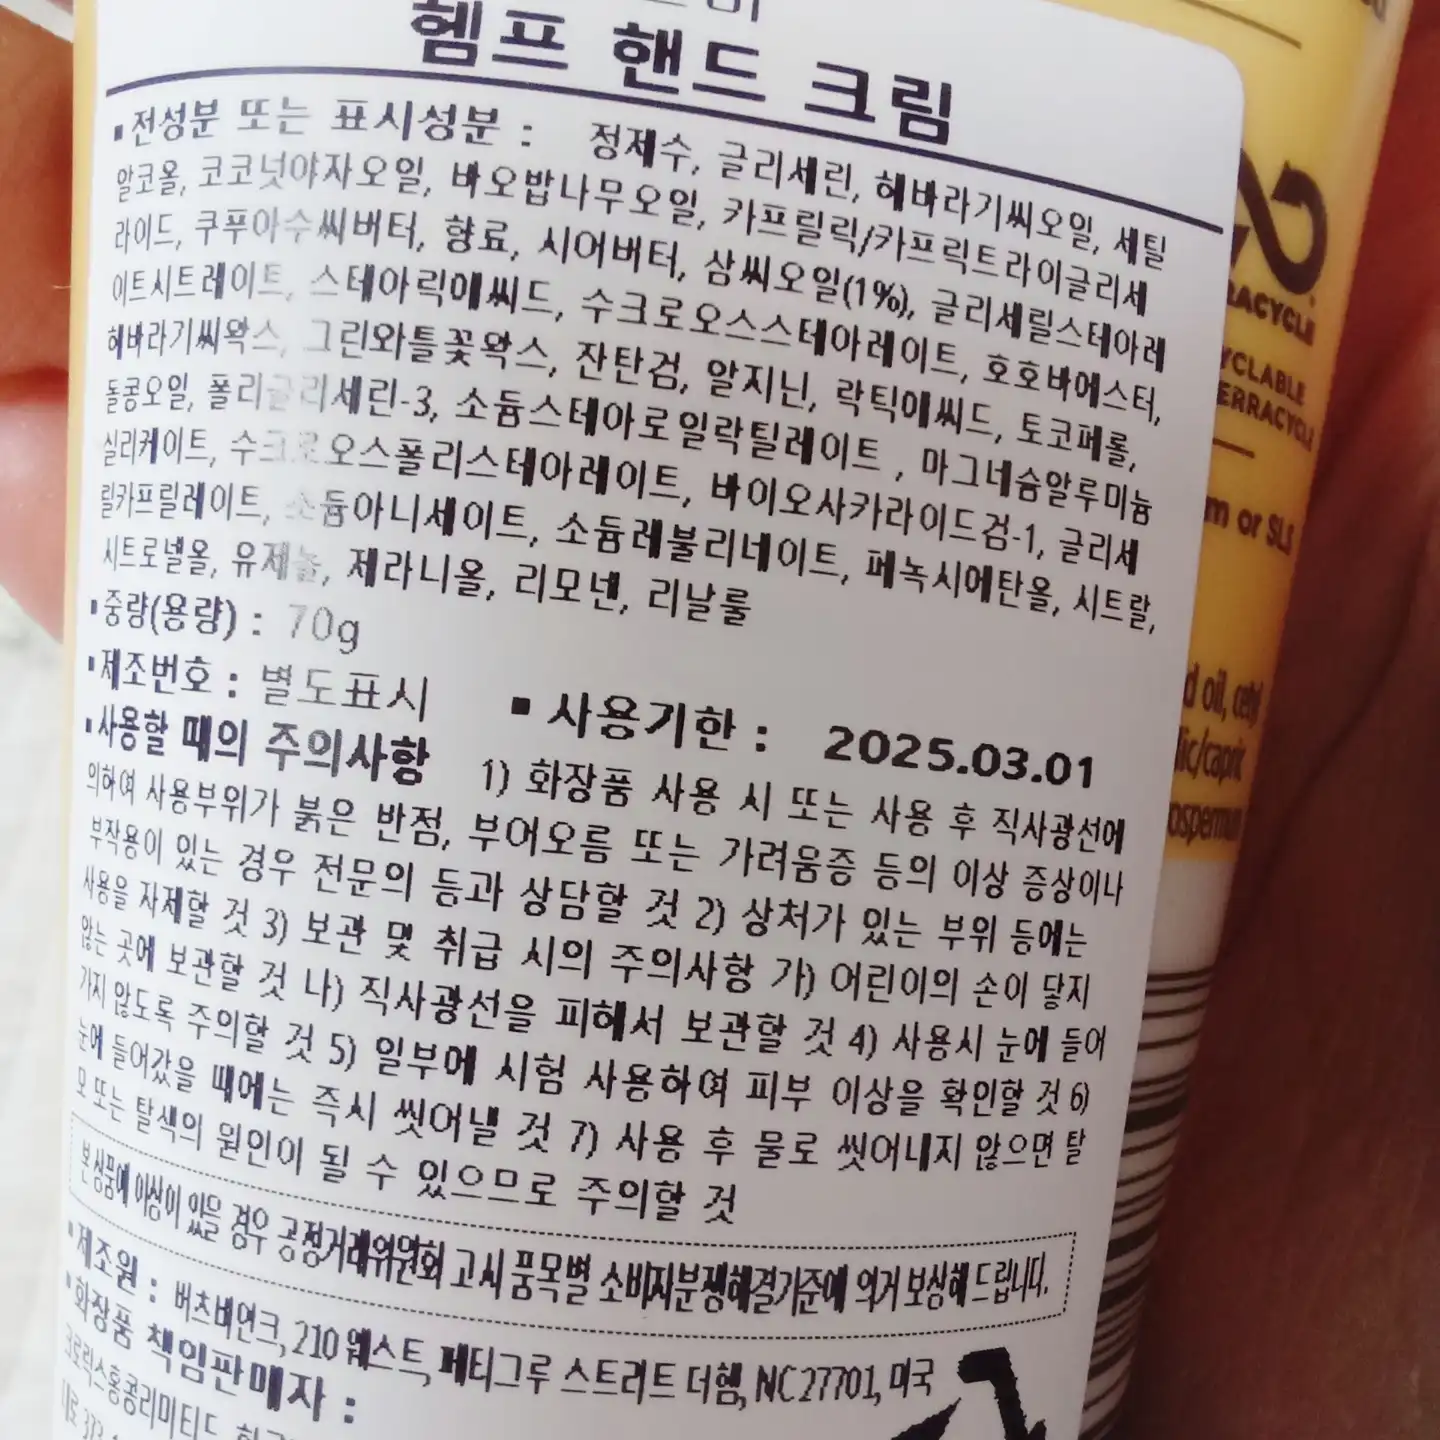 헴프 핸드 크림
▪전성분 또는 표시성분 : 정제수, 글리세린, 해바라기씨오일, 세틸
알코올, 코코넛야자오일, 바오밥나무오일, 카프릴릭/카프릭트라이글리세
라이드, 쿠푸아수씨버터, 향료, 시어버터, 삼씨오일(1%), 글리세릴스테아레
이트시트레이트, 스테아릭애씨드, 수크로오스스테아레이트, 호호바에스터,
해바라기씨왁스, 그린와틀꽃왁스, 잔탄검, 알지닌, 락틱애씨드, 토코페롤,
돌콩오일, 폴리글리세린-3, 소듐스테아로일락틸레이트 , 마그네슘알루미늄
실리케이트, 수크로오스폴리스테아레이트, 바이오사카라이드검-1, 글리세
릴카프릴레이트, 소듐아니세이트, 소듐레불리네이트, 페녹시에탄올, 시트랄,
시트로넬올, 유제놀, 제라니올, 리모넨, 리날룰
▪중량(용량) : 70g
▪제조번호 : 별도표시 ▪ 사용기한 : 2025.03.01
▪사용할 때의 주의사항 1) 화장품 사용 시 또는 사용 후 직사광선에
의하여 사용부위가 붉은 반점, 부어오름 또는 가려움증 등의 이상 증상이나
부작용이 있는 경우 전문의 등과 상담할 것 2) 상처가 있는 부위 등에는
사용을 자제할 것 3) 보관 및 취급 시의 주의사항 가) 어린이의 손이 닿지
않는 곳에 보관할 것 나) 직사광선을 피해서 보관할 것 4) 사용시 눈에 들어
가지 않도록 주의할 것 5) 일부에 시험 사용하여 피부 이상을 확인할 것 6)
눈에 들어갔을 때에는 즉시 씻어낼 것 7) 사용 후 물로 씻어내지 않으면 탈
모 또는 탈색의 원인이 될 수 있으므로 주의할 것
본 상품에 이상이 있을 경우 공정거래위원회 고시 품목별 소비자분쟁해결기준에 의거 보상해 드립니다.
▪제조원 : 버츠비연크, 210 웨스트, 페티그루 스트러트 더햄, NC 27701, 미국
▪화장품 책임판매자 :
크로락스홍콩리미티드
RACYCLE
YCLABLE
ERRACYCLE
m or SLS
d oil, cetyl
lic/capric
ospermum